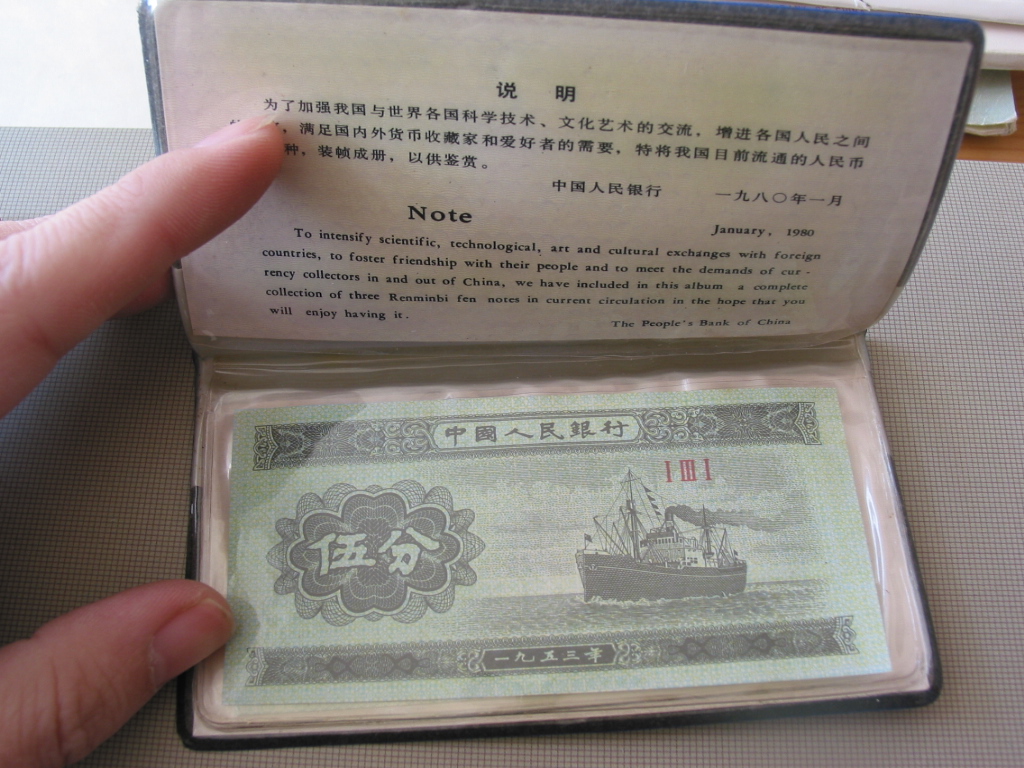 说 明
为了加强我国与世界各国科学技术、文化艺术的交流，增进各国人民之间
，满足国内外货币收藏家和爱好者的需要，特将我国目前流通的人民币
种，装帧成册，以供鉴赏。
中国人民银行 一九八〇年一月
Note
January, 1980
To intensify scientific, technological, art and cultural exchanges with foreign
countries, to foster friendship with their people and to meet the demands of cur-
rency collectors in and out of China, we have included in this album a complete
collection of three Renminbi fen notes in current circulation in the hope that you
will enjoy having it.
The People's Bank of China
中國人民銀行
I III I
伍分
一九五三年